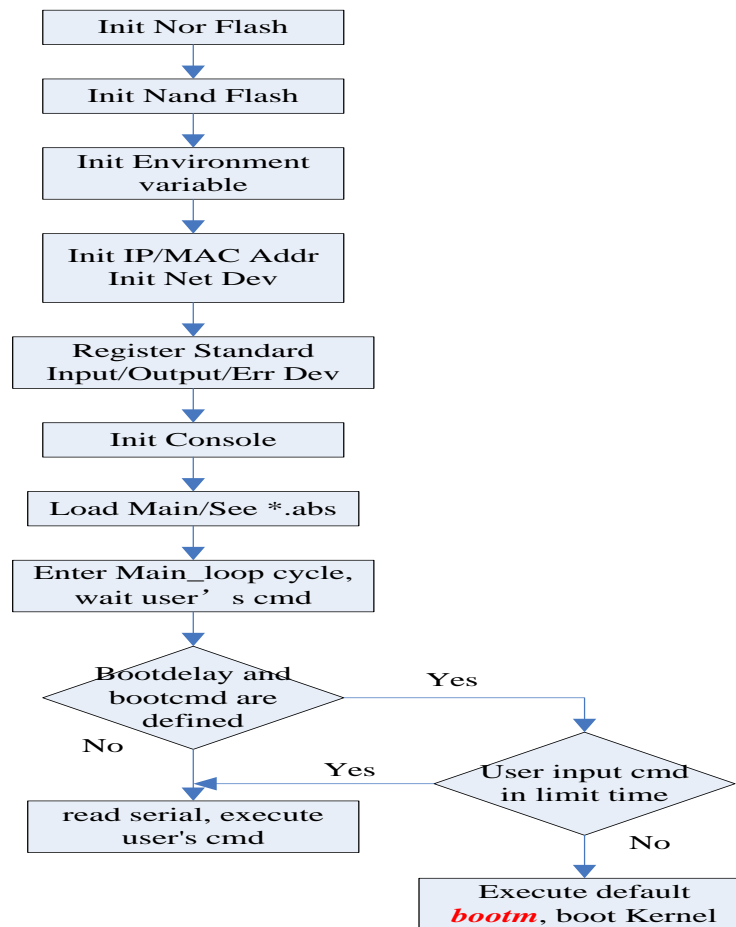 Init Nor Flash
Init Nand Flash
Init Environment
variable
Init IP/MAC Addr
Init Net Dev
Register Standard
Input/Output/Err Dev
Init Console
Load Main/See *.abs
Enter Main_loop cycle,
wait user’ s cmd
Bootdelay and
bootcmd are
defined
Yes
No
User input cmd
in limit time
Yes
read serial, execute
user's cmd
No
Execute default
bootm, boot Kernel